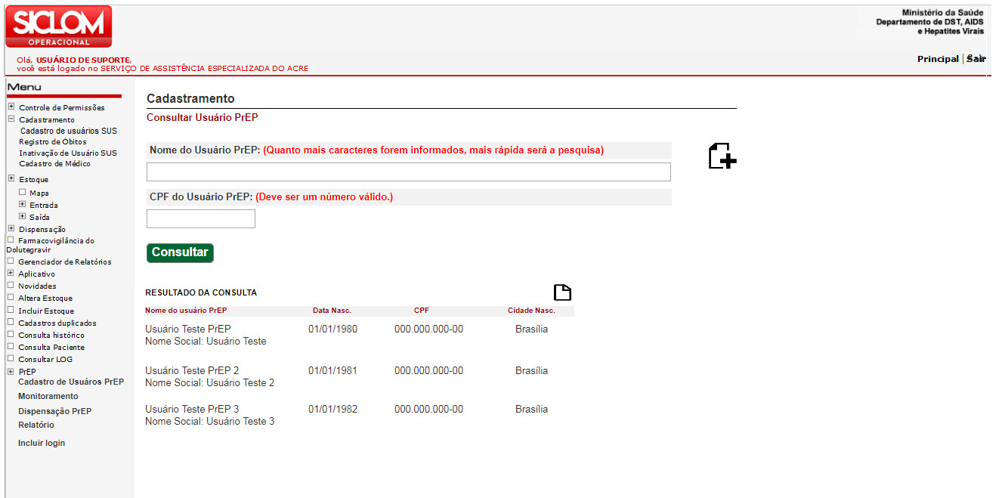 SICLOM
OPERACIONAL
Ministério da Saúde
Departamento de DST, AIDS
e Hepatites Virais
Olá, USUÁRIO DE SUPORTE,
você está logado no SERVIÇO DE ASSISTÊNCIA ESPECIALIZADA DO ACRE
Principal | Sair
Menu
Controle de Permissões
Cadastramento
Cadastro de usuários SUS
Registro de Óbitos
Inativação de Usuário SUS
Cadastro de Médico
Estoque
Mapa
Entrada
Saída
Dispensação
Farmacovigilância do
Dolutegravir
Gerenciador de Relatórios
Aplicativo
Novidades
Altera Estoque
Incluir Estoque
Cadastros duplicados
Consulta histórico
Consulta Paciente
Consultar LOG
PrEP
Cadastro de Usuáros PrEP
Monitoramento
Dispensação PrEP
Relatório
Incluir login
Cadastramento
Consultar Usuário PrEP
Nome do Usuário PrEP: (Quanto mais caracteres forem informados, mais rápida será a pesquisa)
CPF do Usuário PrEP: (Deve ser um número válido.)
Consultar
RESULTADO DA CONSULTA
Nome do usuário PrEP Data Nasc. CPF Cidade Nasc.
Usuário Teste PrEP 01/01/1980 000.000.000-00 Brasília
Nome Social: Usuário Teste
Usuário Teste PrEP 2 01/01/1981 000.000.000-00 Brasília
Nome Social: Usuário Teste 2
Usuário Teste PrEP 3 01/01/1982 000.000.000-00 Brasília
Nome Social: Usuário Teste 3